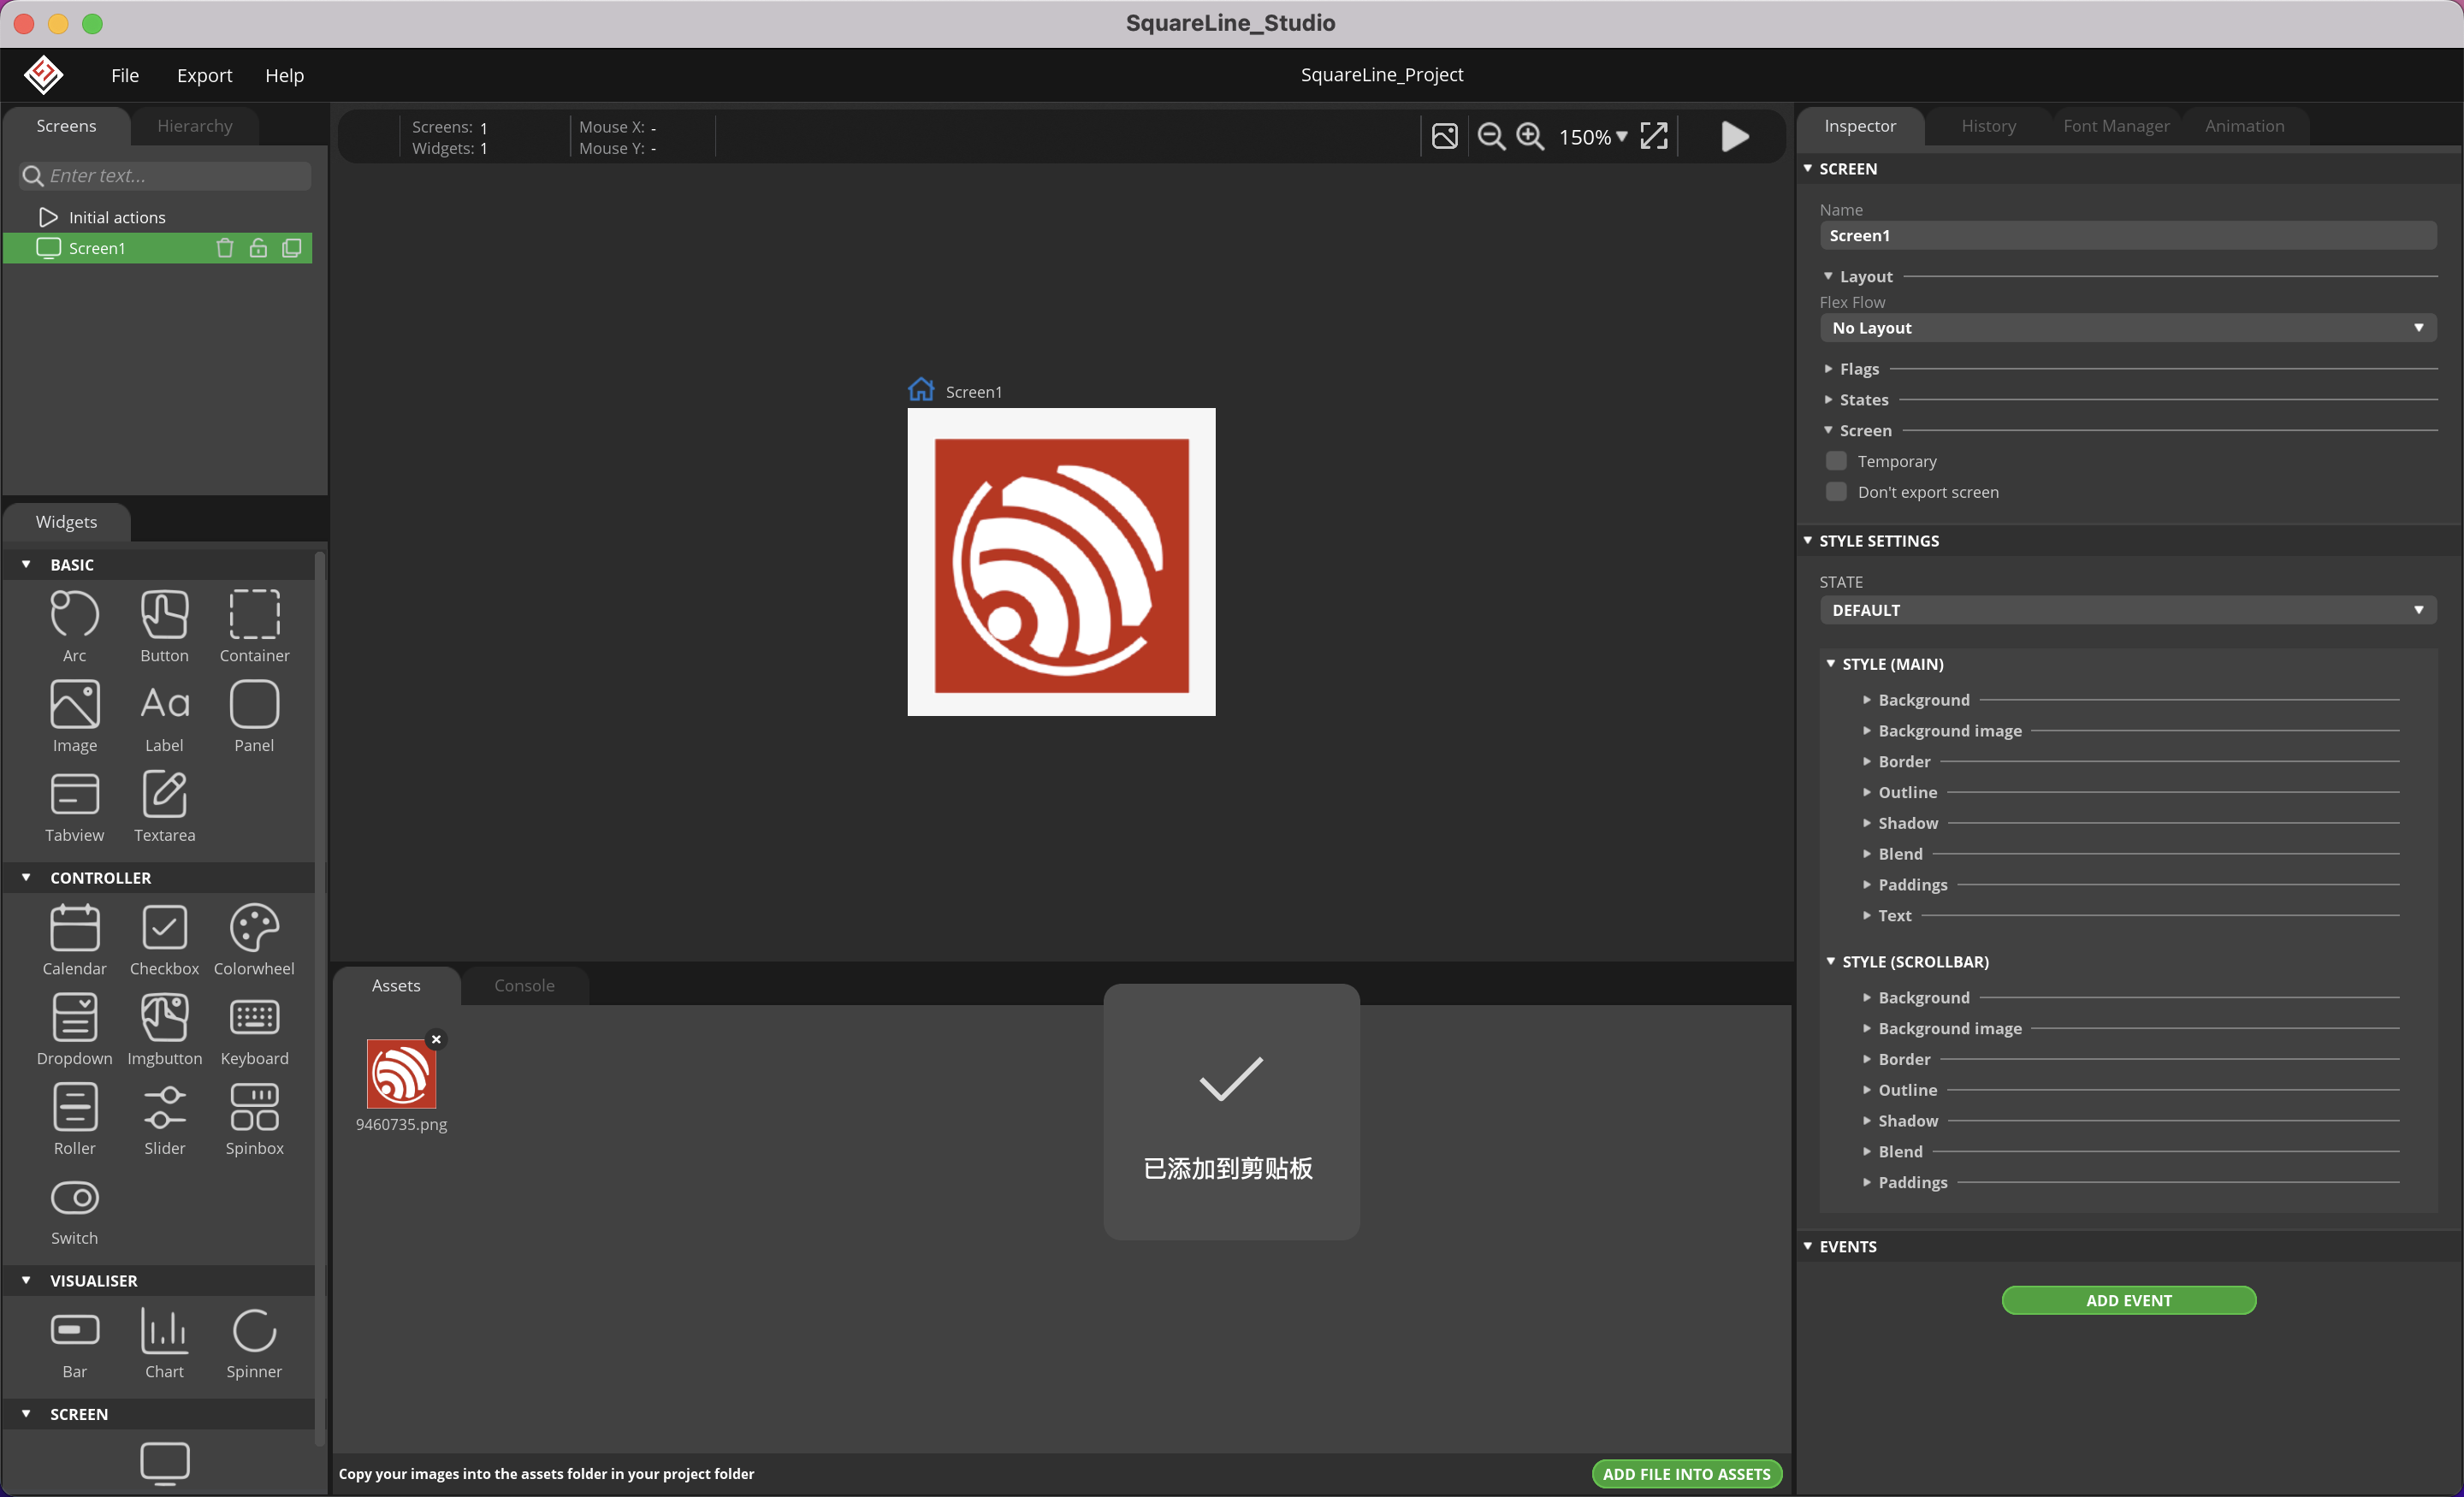 SquareLine_Studio
File
Export
Help
SquareLine_Project
Screens
Hierarchy
Enter text...
Initial actions
Screen1
Screens: 1
Widgets: 1
Mouse X: -
Mouse Y: -
150%
Screen1
Widgets
BASIC
Arc
Button
Container
Image
Label
Panel
Tabview
Textarea
CONTROLLER
Calendar
Checkbox
Colorwheel
Dropdown
Imgbutton
Keyboard
Roller
Slider
Spinbox
Switch
VISUALISER
Bar
Chart
Spinner
SCREEN
Assets
Console
9460735.png
已添加到剪贴板
Copy your images into the assets folder in your project folder
ADD FILE INTO ASSETS
Inspector
History
Font Manager
Animation
SCREEN
Name
Screen1
Layout
Flex Flow
No Layout
Flags
States
Screen
Temporary
Don't export screen
STYLE SETTINGS
STATE
DEFAULT
STYLE (MAIN)
Background
Background image
Border
Outline
Shadow
Blend
Paddings
Text
STYLE (SCROLLBAR)
Background
Background image
Border
Outline
Shadow
Blend
Paddings
EVENTS
ADD EVENT